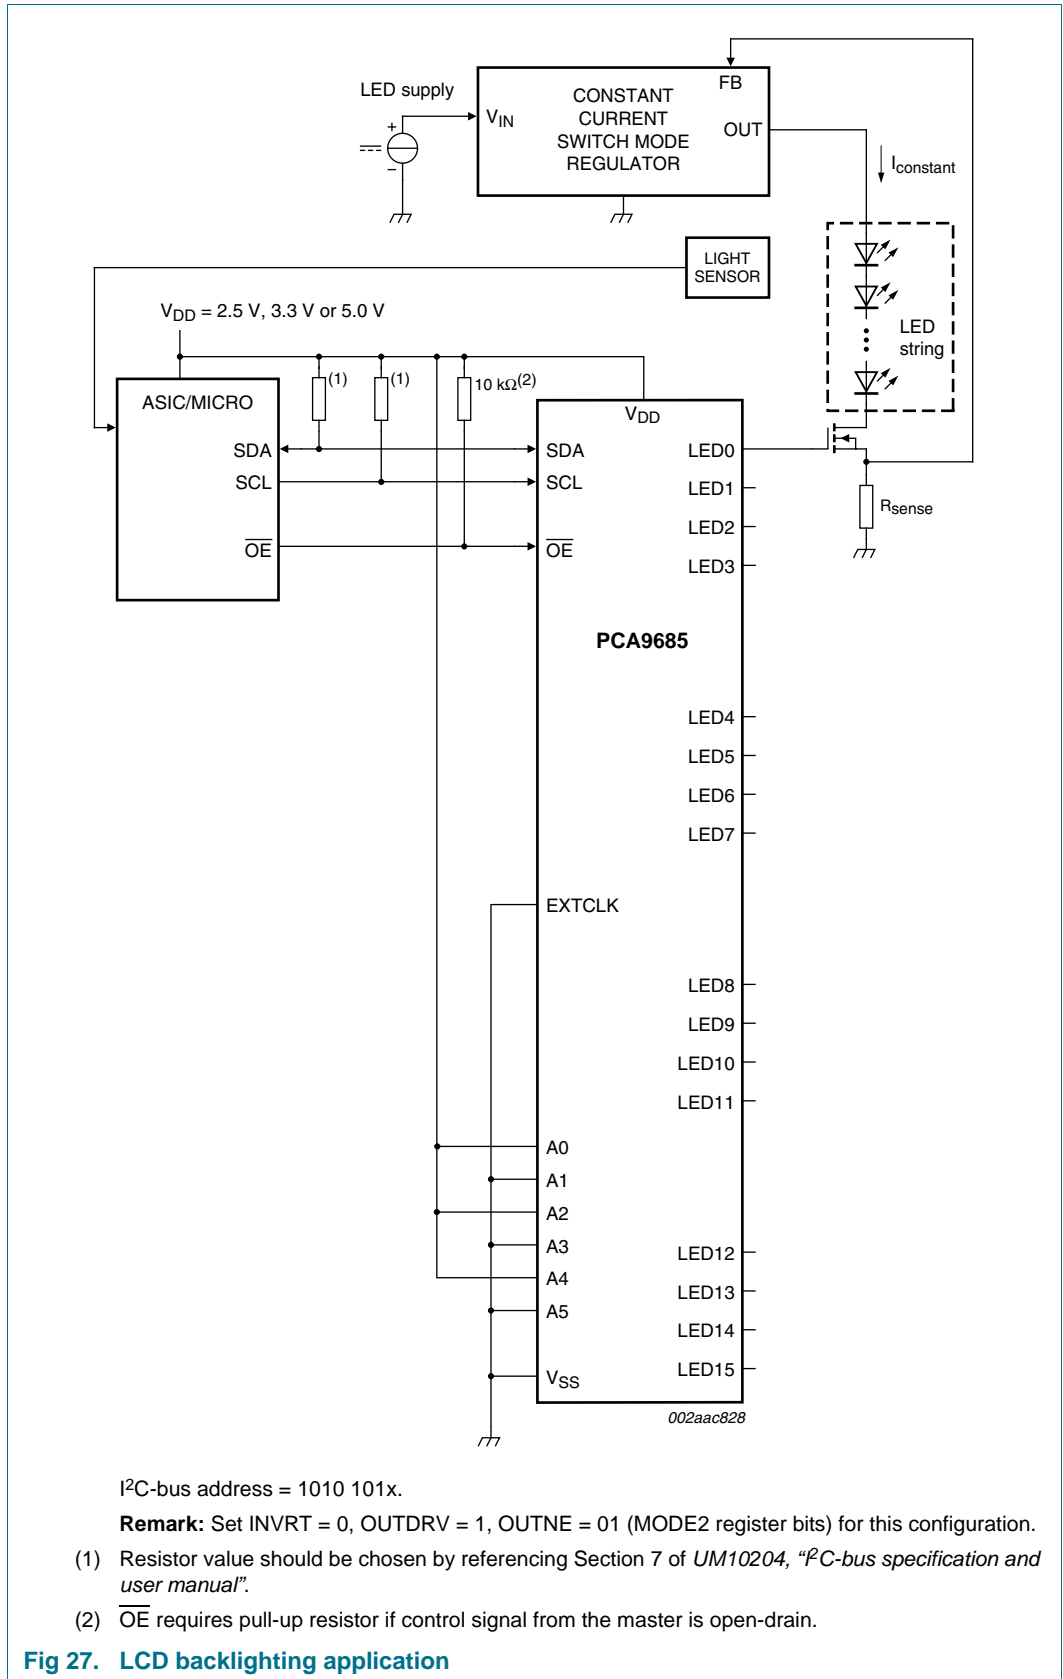 LED supply
+
−
VIN
CONSTANT
CURRENT
SWITCH MODE
REGULATOR
FB
OUT
Iconstant
LIGHT
SENSOR
LED
string
VDD = 2.5 V, 3.3 V or 5.0 V
(1)
(1)
10 kΩ(2)
ASIC/MICRO
SDA
SCL
OE
VDD
SDA
SCL
OE
LED0
LED1
LED2
LED3
Rsense
PCA9685
LED4
LED5
LED6
LED7
EXTCLK
LED8
LED9
LED10
LED11
A0
A1
A2
A3
A4
A5
VSS
LED12
LED13
LED14
LED15
002aac828
I2C-bus address = 1010 101x.
Remark: Set INVRT = 0, OUTDRV = 1, OUTNE = 01 (MODE2 register bits) for this configuration.
(1) Resistor value should be chosen by referencing Section 7 of UM10204, “I2C-bus specification and
user manual”.
(2) OE requires pull-up resistor if control signal from the master is open-drain.
Fig 27. LCD backlighting application